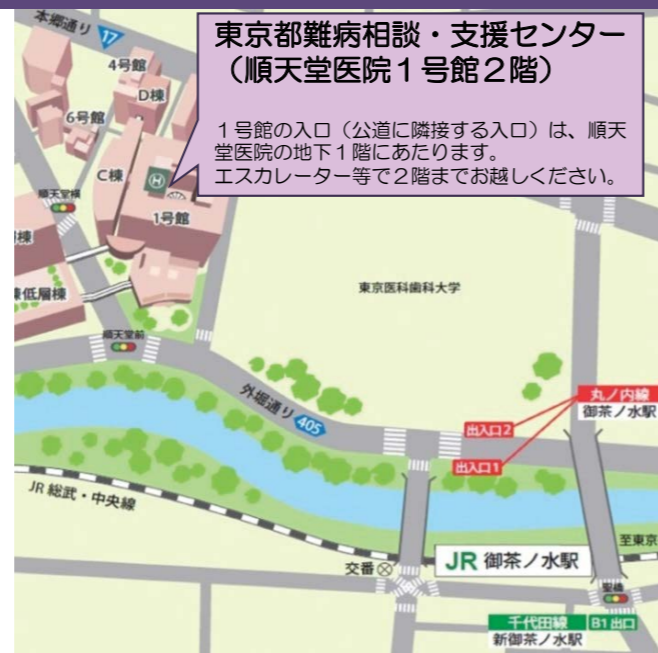 本郷通り 17
東京都難病相談・支援センター
（順天堂医院１号館２階）
１号館の入口（公道に隣接する入口）は、順天
堂医院の地下１階にあたります。
エスカレーター等で２階までお越しください。
4号館
D棟
6号館
C棟
H
順天堂横
1号館
棟
棟低層棟
東京医科歯科大学
順天堂前
外堀通り 405
丸ノ内線
御茶ノ水駅
出入口2
出入口1
JR 総武・中央線
至東京
交番
JR 御茶ノ水駅
聖橋
千代田線 B1出口
新御茶ノ水駅